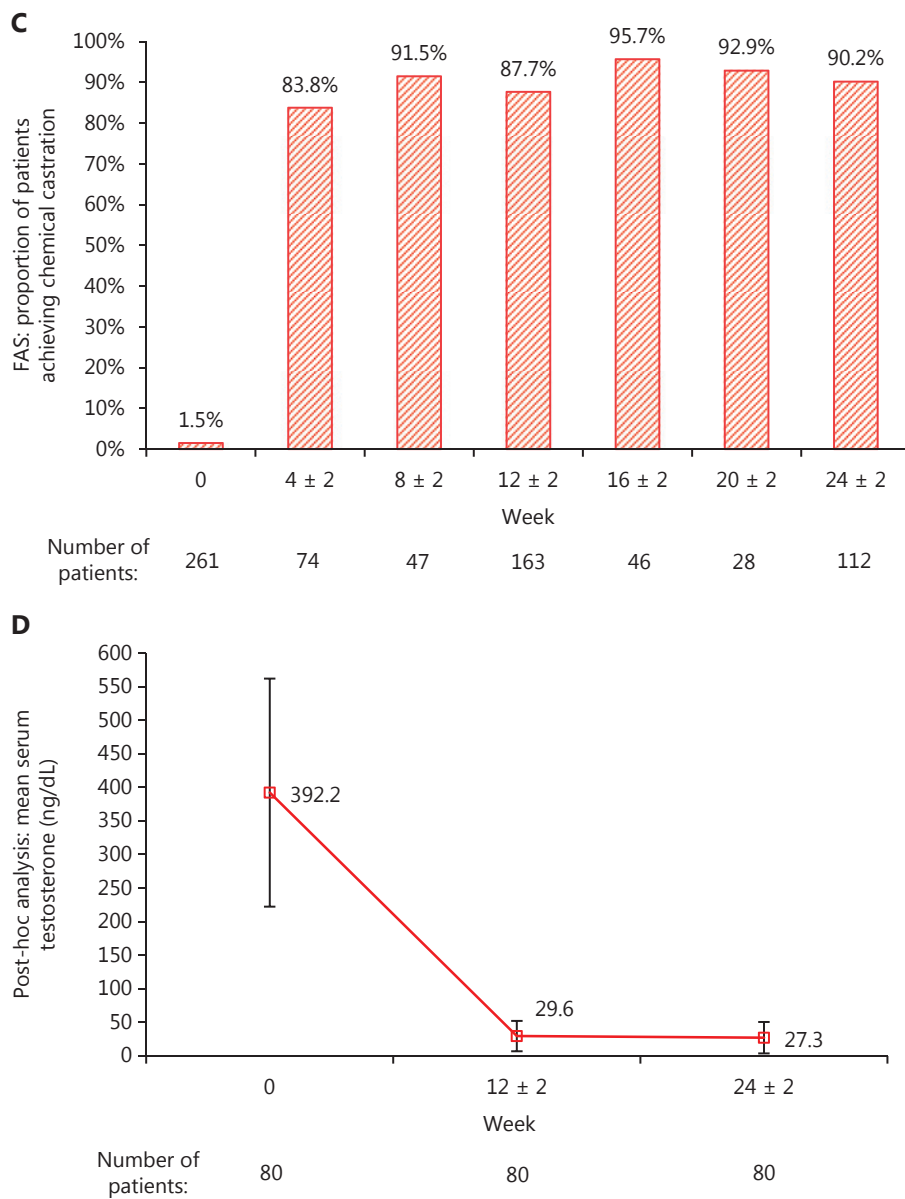 C
FAS: proportion of patients
achieving chemical castration
100%
90%
80%
70%
60%
50%
40%
30%
20%
10%
0%
1.5%
83.8%
91.5%
87.7%
95.7%
92.9%
90.2%
0
4 ± 2
8 ± 2
12 ± 2
16 ± 2
20 ± 2
24 ± 2
Week
Number of
patients:
261
74
47
163
46
28
112
D
Post-hoc analysis: mean serum
testosterone (ng/dL)
600
550
500
450
400
350
300
250
200
150
100
50
0
392.2
29.6
27.3
0
12 ± 2
24 ± 2
Week
Number of
patients:
80
80
80